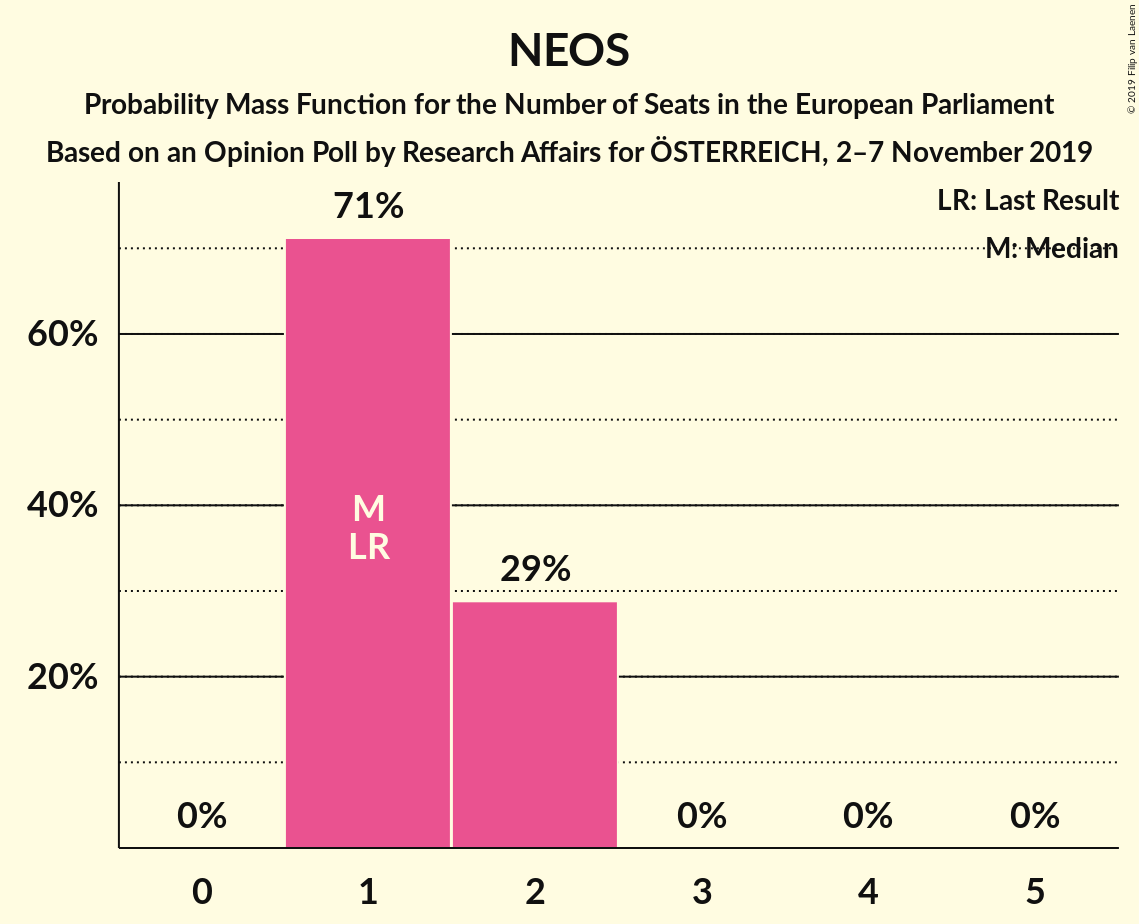 NEOS
Probability Mass Function for the Number of Seats in the European Parliament
Based on an Opinion Poll by Research Affairs for ÖSTERREICH, 2–7 November 2019
© 2019 Filip van Laenen
LR: Last Result
M: Median
71%
60%
40%
M
LR
29%
20%
0%
0%
0%
0%
0
1
2
3
4
5